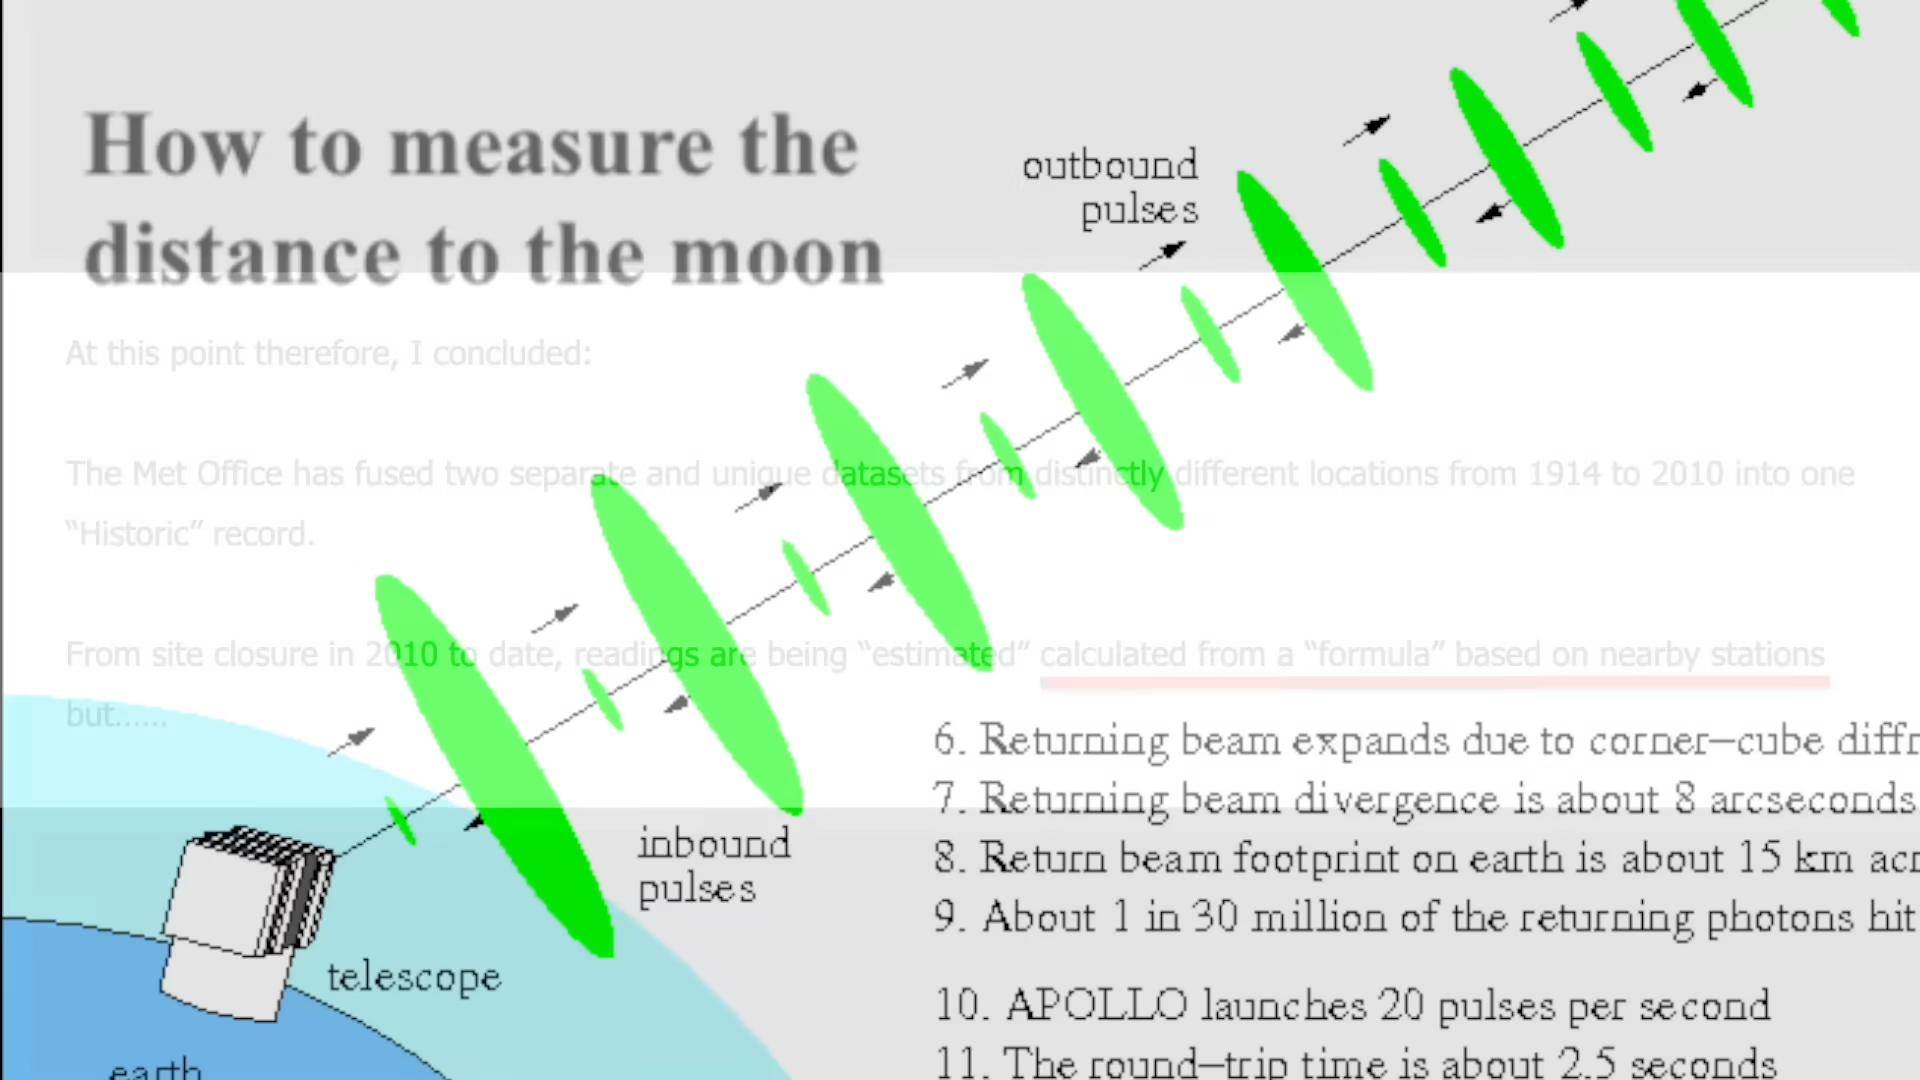 How to measure the
distance to the moon
outbound
pulses
At this point therefore, I concluded:
The Met Office has fused two separate and unique datasets from distinctly different locations from 1914 to 2010 into one
“Historic” record.
From site closure in 2010 to date, readings are being “estimated” calculated from a “formula” based on nearby stations
but……
inbound
pulses
telescope
earth
6. Returning beam expands due to corner–cube
7. Returning beam divergence is about 8 arcseconds
8. Return beam footprint on earth is about 15 km
9. About 1 in 30 million of the returning photons hit
10. APOLLO launches 20 pulses per second
11. The round–trip time is about 2.5 seconds